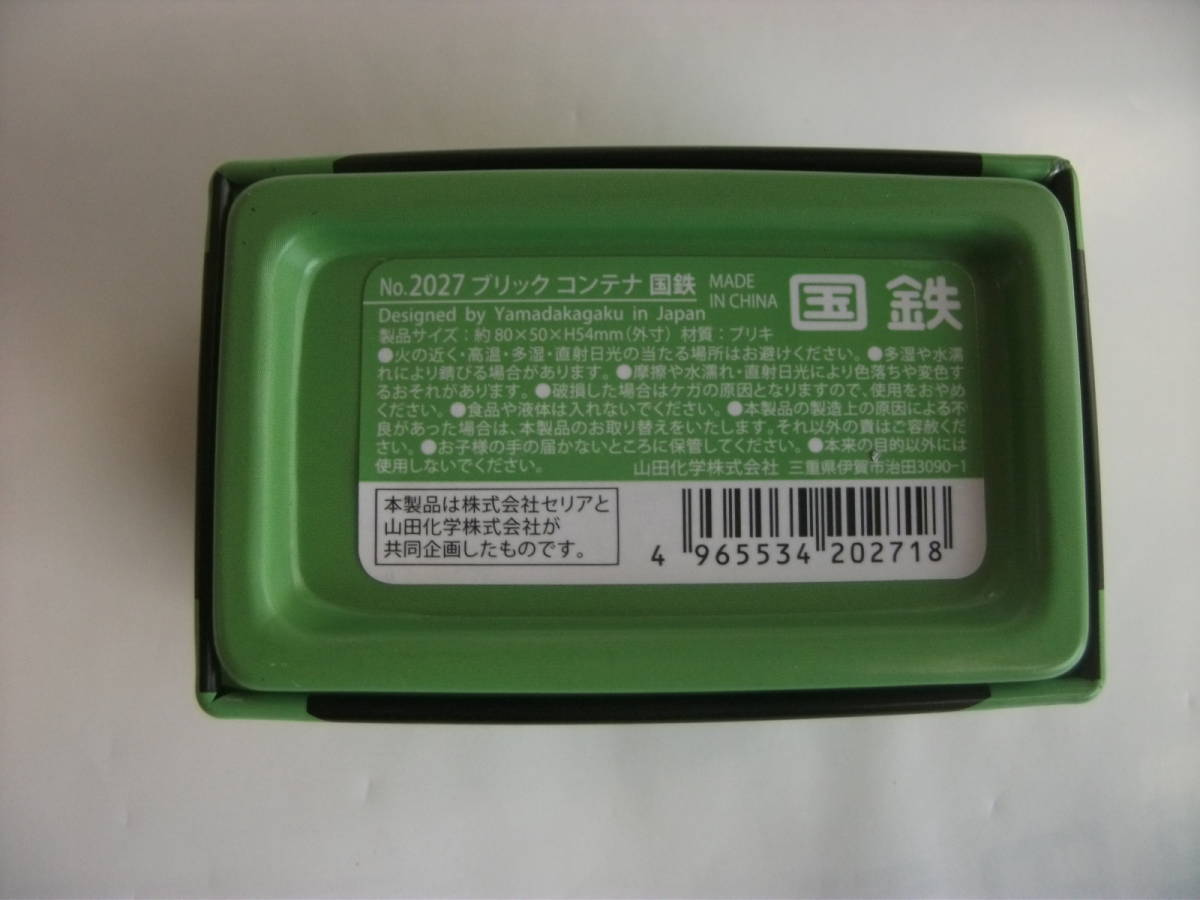 No.2027 ブリック コンテナ 国鉄 MADE IN CHINA 国 鉄
Designed by Yamadakagaku in Japan
製品サイズ：約80×50×H54mm(外寸) 材質：ブリキ
●火の近く・高温・多湿・直射日光の当たる場所はお避けください。●多湿や水濡
れにより錆びる場合があります。●摩擦や水濡れ・直射日光により色落ちや変色す
るおそれがあります。●破損した場合はケガの原因となりますので、使用をおやめ
ください。●食品や液体は入れないでください。●本製品の製造上の原因による不
良があった場合は、本製品のお取り替えをいたします。それ以外の責はご容赦くだ
さい。●お子様の手の届かないところに保管してください。●本来の目的以外には
使用しないでください。 山田化学株式会社 三重県伊賀市治田3090-1
本製品は株式会社セリアと
山田化学株式会社が
共同企画したものです。
4 965534 202718